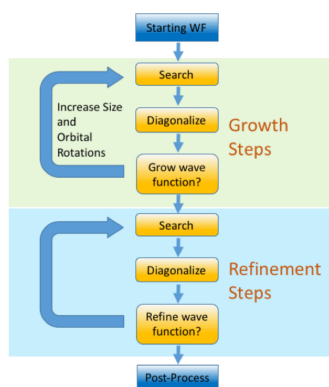 Starting WF
Search
Increase Size
and
Orbital
Rotations
Diagonalize
Growth
Steps
Grow wave
function?
Search
Diagonalize
Refinement
Steps
Refine wave
function?
Post-Process